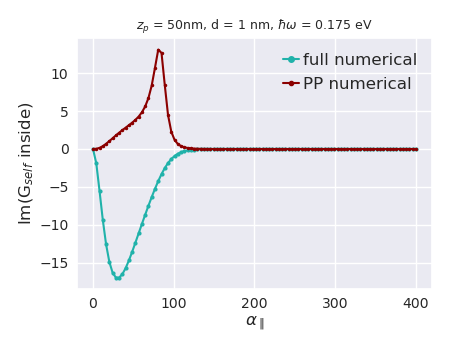 z_p = 50nm, d = 1 nm, ℏω = 0.175 eV
full numerical
PP numerical
Im(G_self inside)
10
5
0
−5
−10
−15
0 100 200 300 400
α_∥